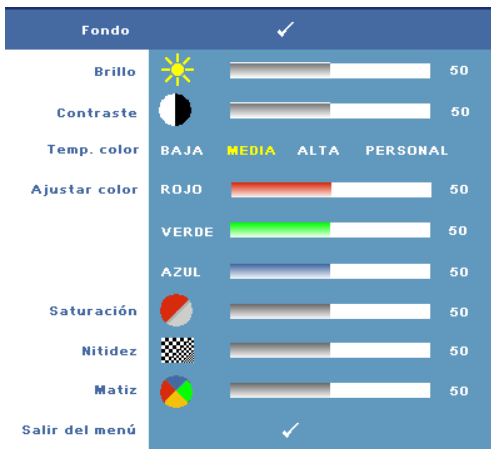 Fondo
Brillo 50
Contraste 50
Temp. color BAJA MEDIA ALTA PERSONAL
Ajustar color ROJO 50
VERDE 50
AZUL 50
Saturación 50
Nitidez 50
Matiz 50
Salir del menú